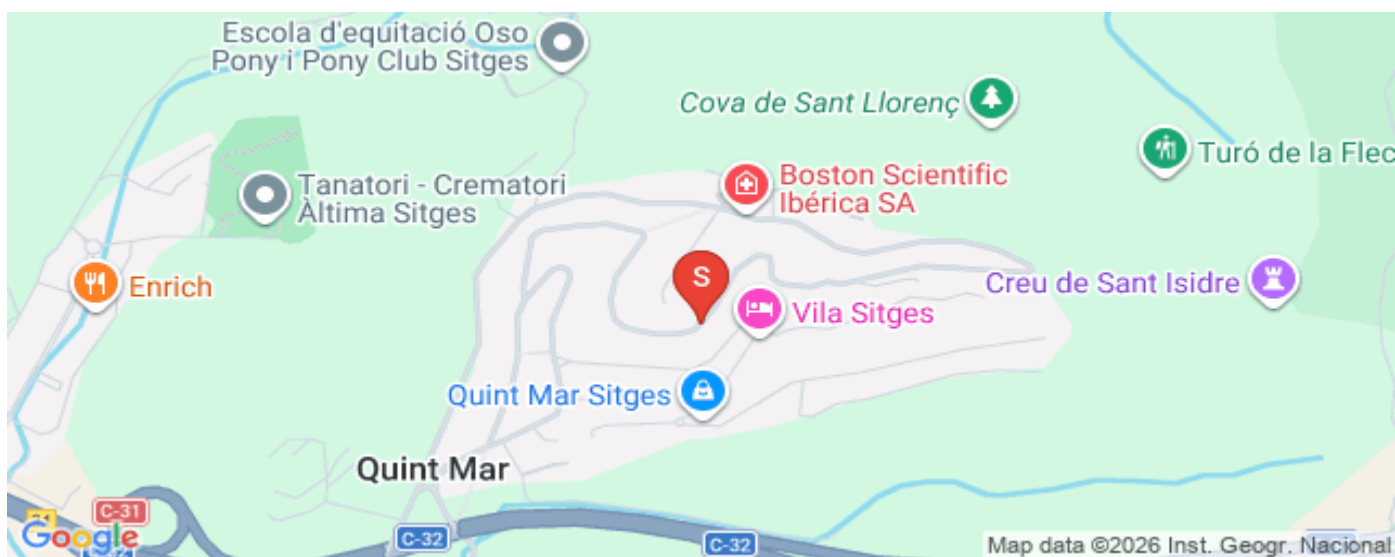 Escola d'equitació Oso
Pony i Pony Club Sitges
Cova de Sant Llorenç
Turó de la Flec
Boston Scientific
Ibérica SA
Tanatori - Crematori
Àltima Sitges
S
Creu de Sant Isidre
Enrich
Vila Sitges
Quint Mar Sitges
Quint Mar
C-31
C-32
C-32
Google
Map data ©2026 Inst. Geogr. Nacional